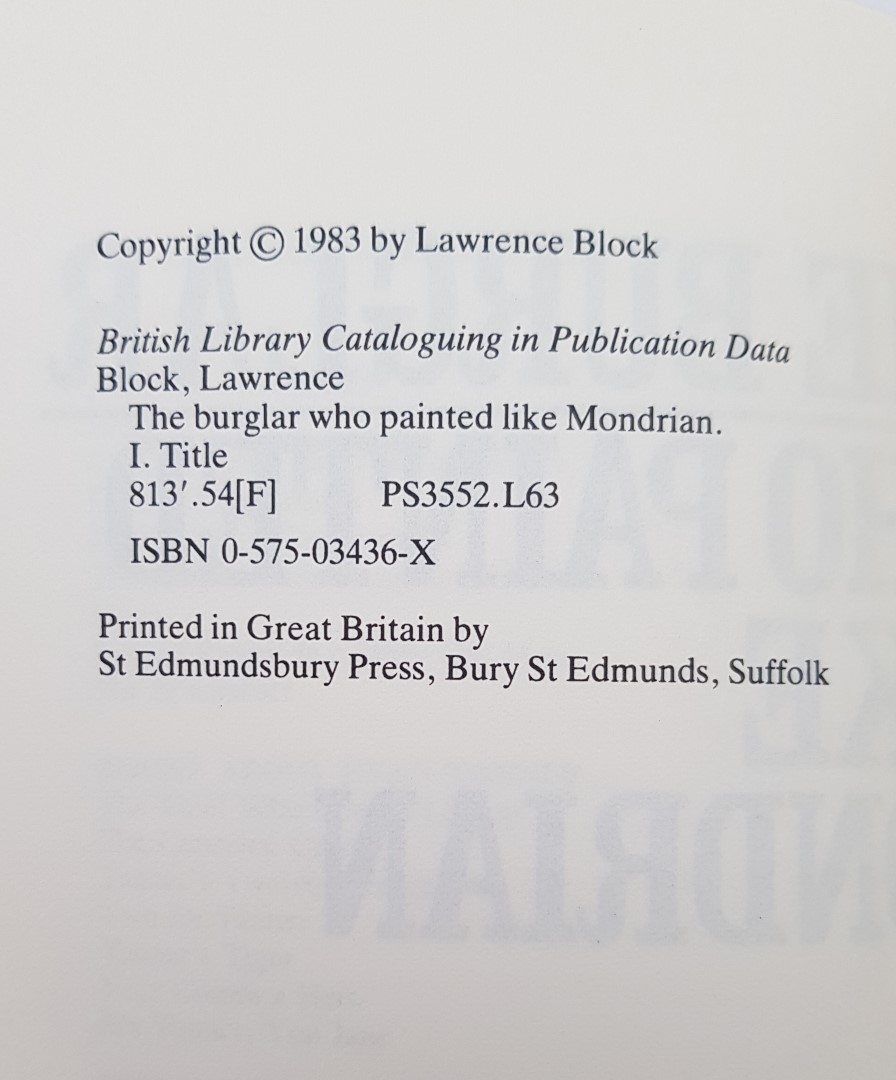 Copyright © 1983 by Lawrence Block
British Library Cataloguing in Publication Data
Block, Lawrence
The burglar who painted like Mondrian.
I. Title
813′.54[F] PS3552.L63
ISBN 0-575-03436-X
Printed in Great Britain by
St Edmundsbury Press, Bury St Edmunds, Suffolk